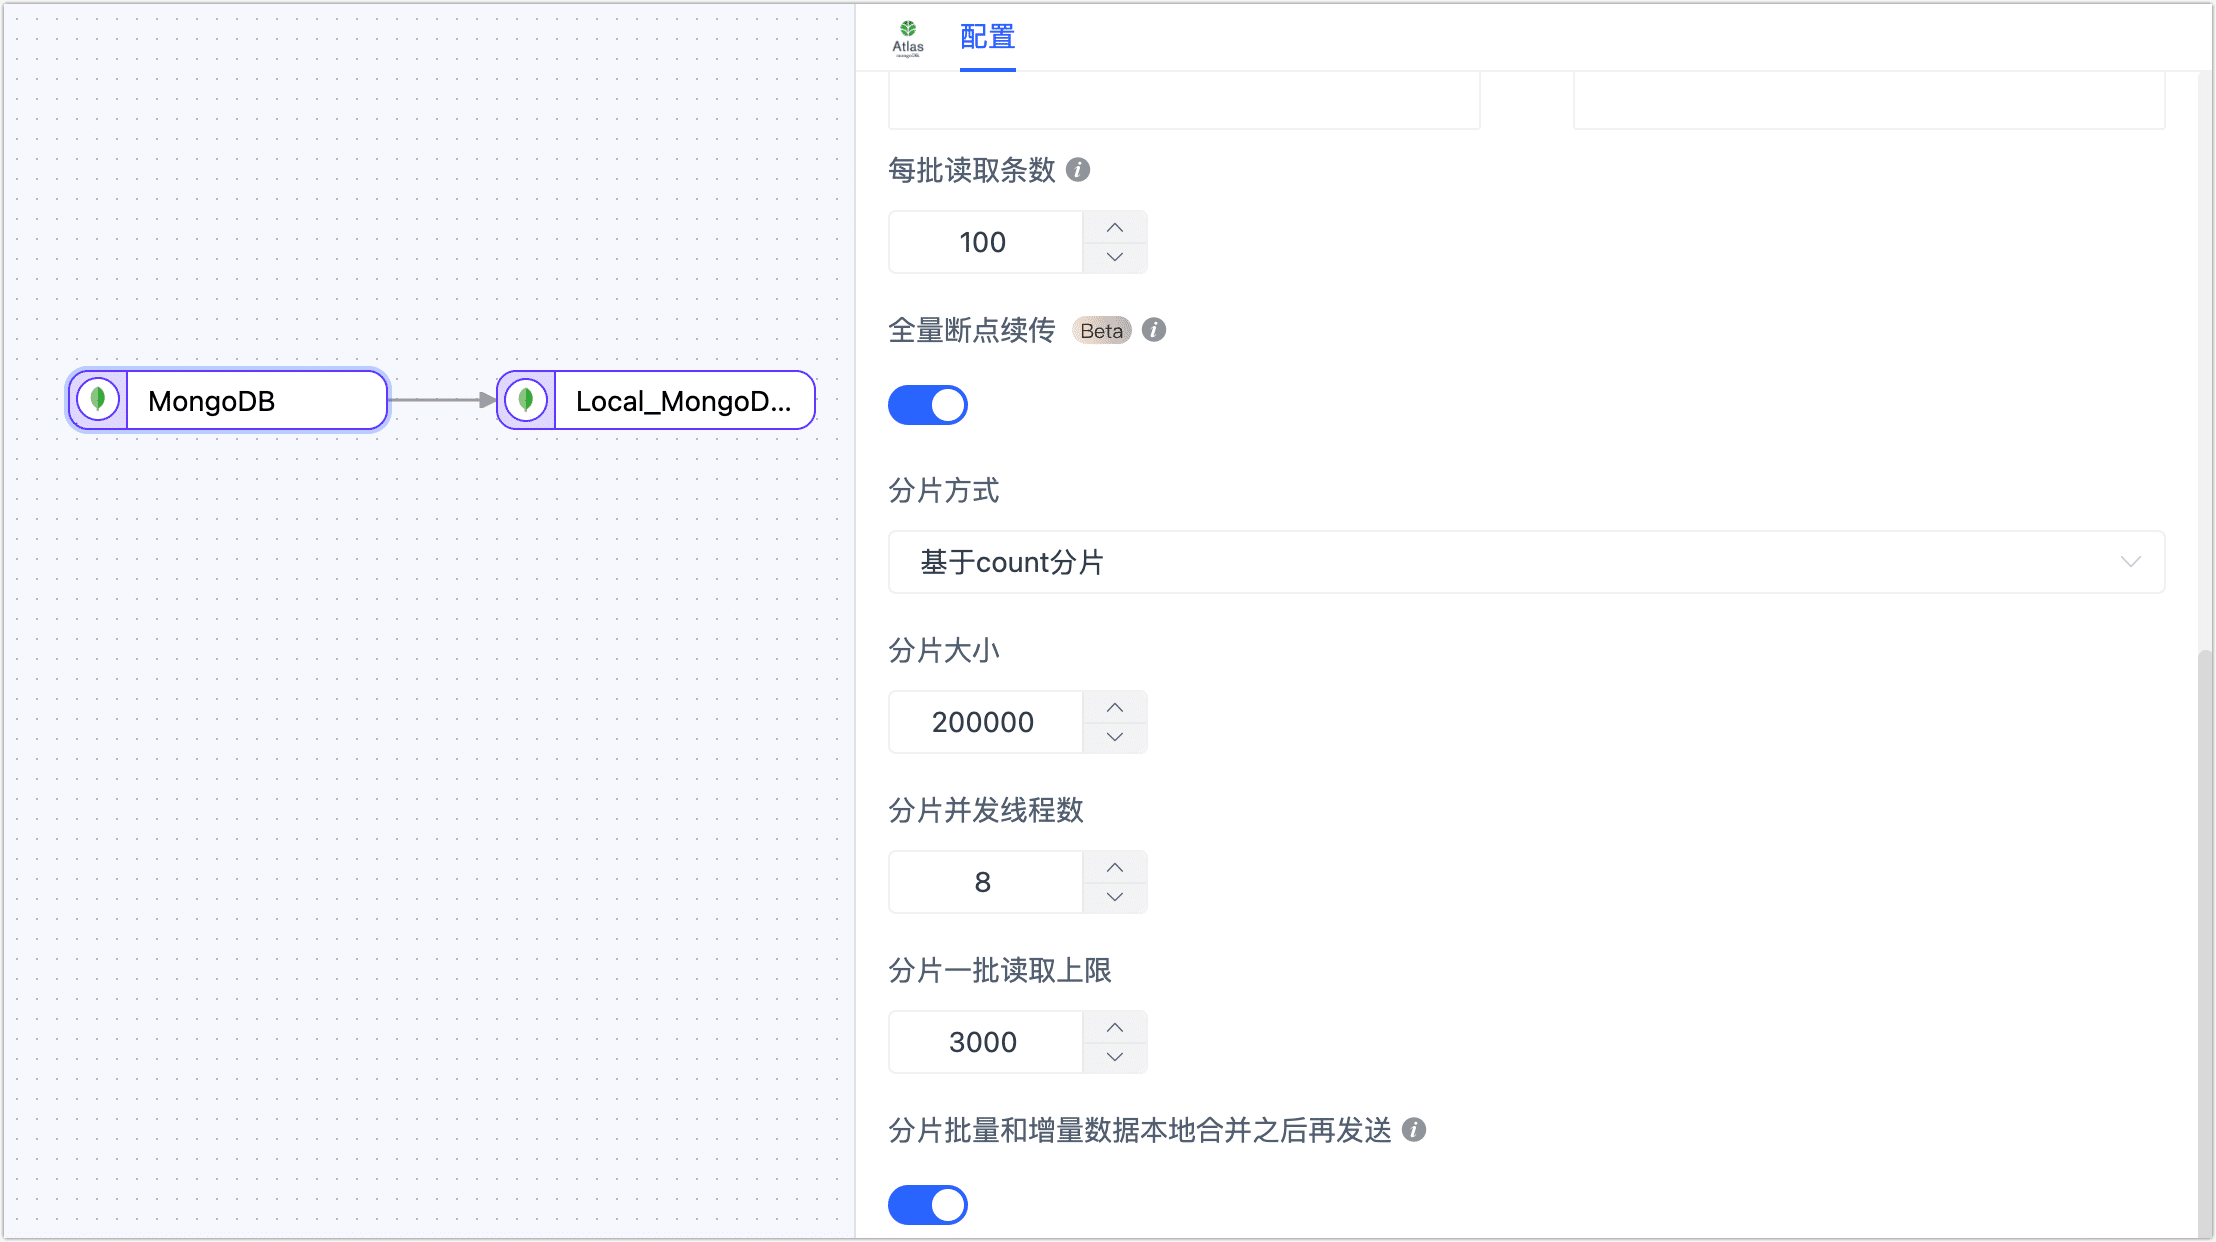 MongoDB
Local_MongoD...
Atlas
配置
每批读取条数
100
全量断点续传 Beta
分片方式
基于count分片
分片大小
200000
分片并发线程数
8
分片一批读取上限
3000
分片批量和增量数据本地合并之后再发送